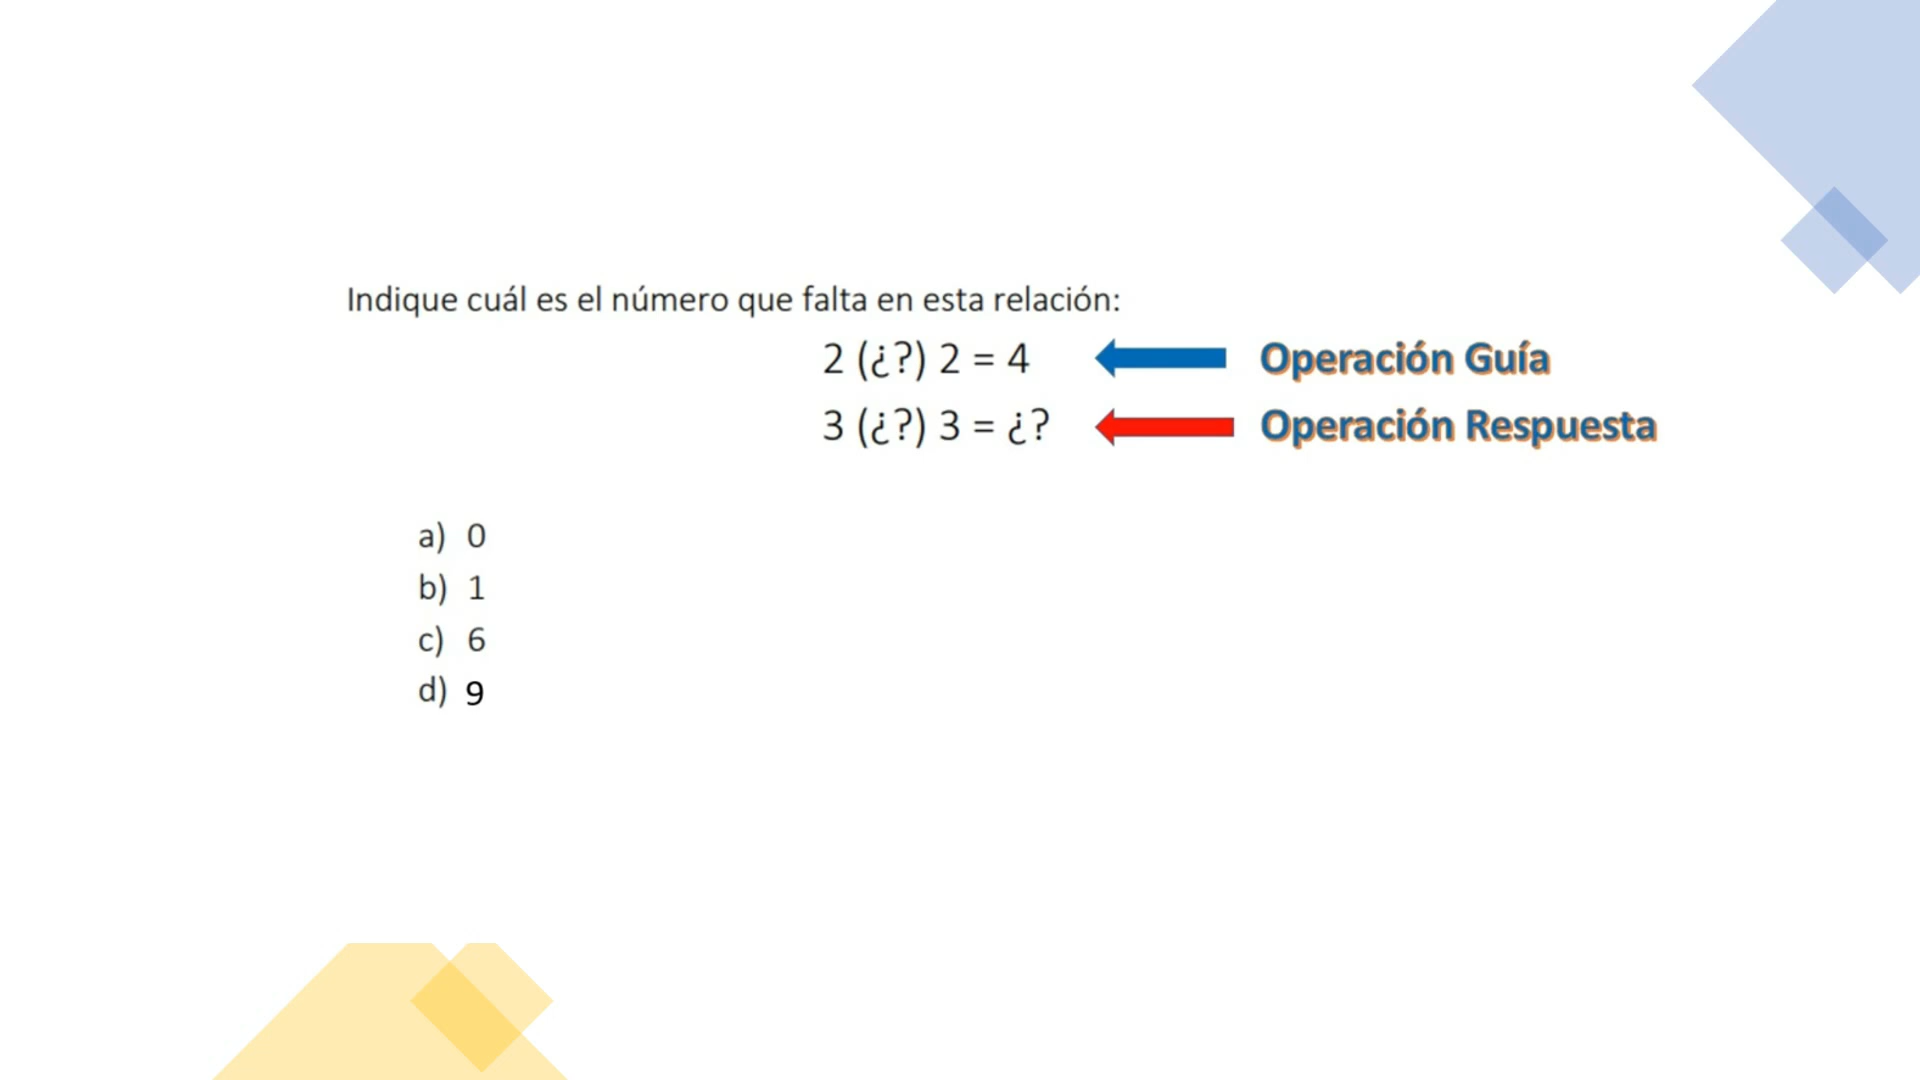 Indique cuál es el número que falta en esta relación:
2 (¿?) 2 = 4
Operación Guía
3 (¿?) 3 = ¿?
Operación Respuesta
a) 0
b) 1
c) 6
d) 9